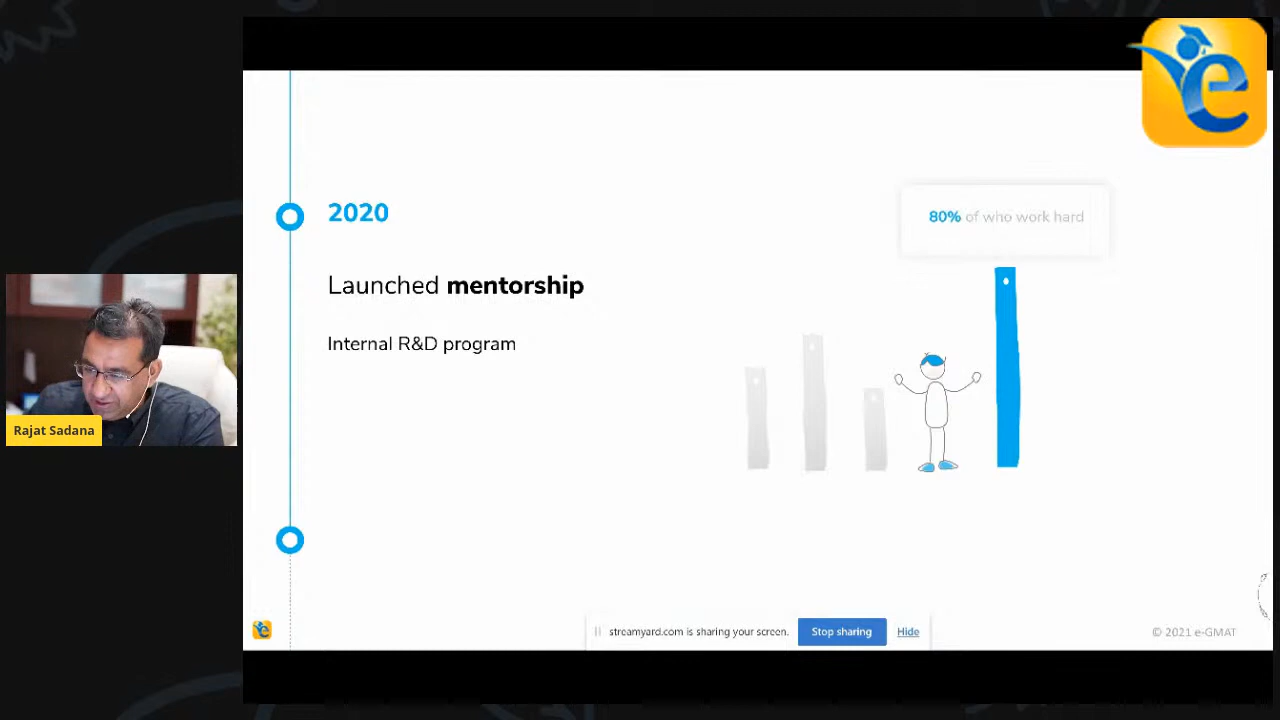 2020
80% of who work hard
Launched mentorship
Internal R&D program
Rajat Sadana
streamyard.com is sharing your screen.
Stop sharing
Hide
© 2021 e-GMAT